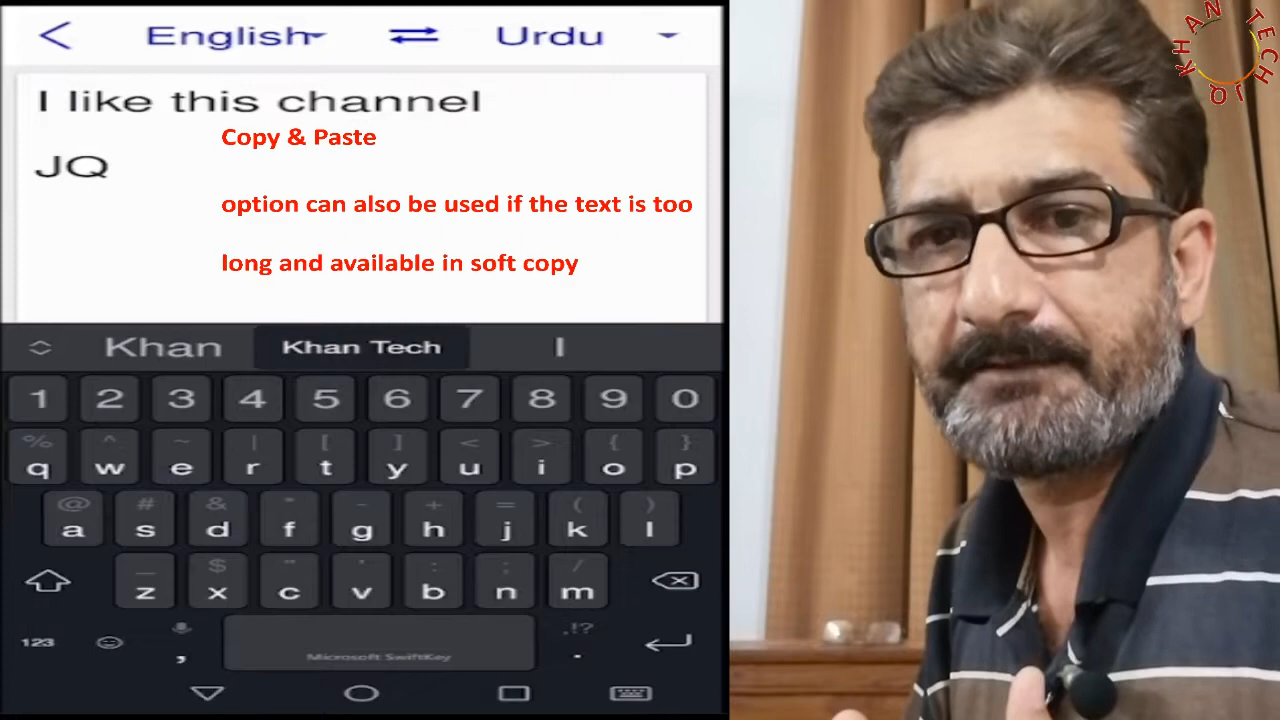 English Urdu
I like this channel
Copy & Paste
JQ
option can also be used if the text is too
long and available in soft copy
Khan Khan Tech I
1 2 3 4 5 6 7 8 9 0
% ^ ~ | [ ] < > { }
q w e r t y u i o p
@ # & * - + = ( )
a s d f g h j k l
_ $ " ' : ; /
z x c v b n m
123 , Microsoft SwiftKey ,!? .
KHAN TECH JQ